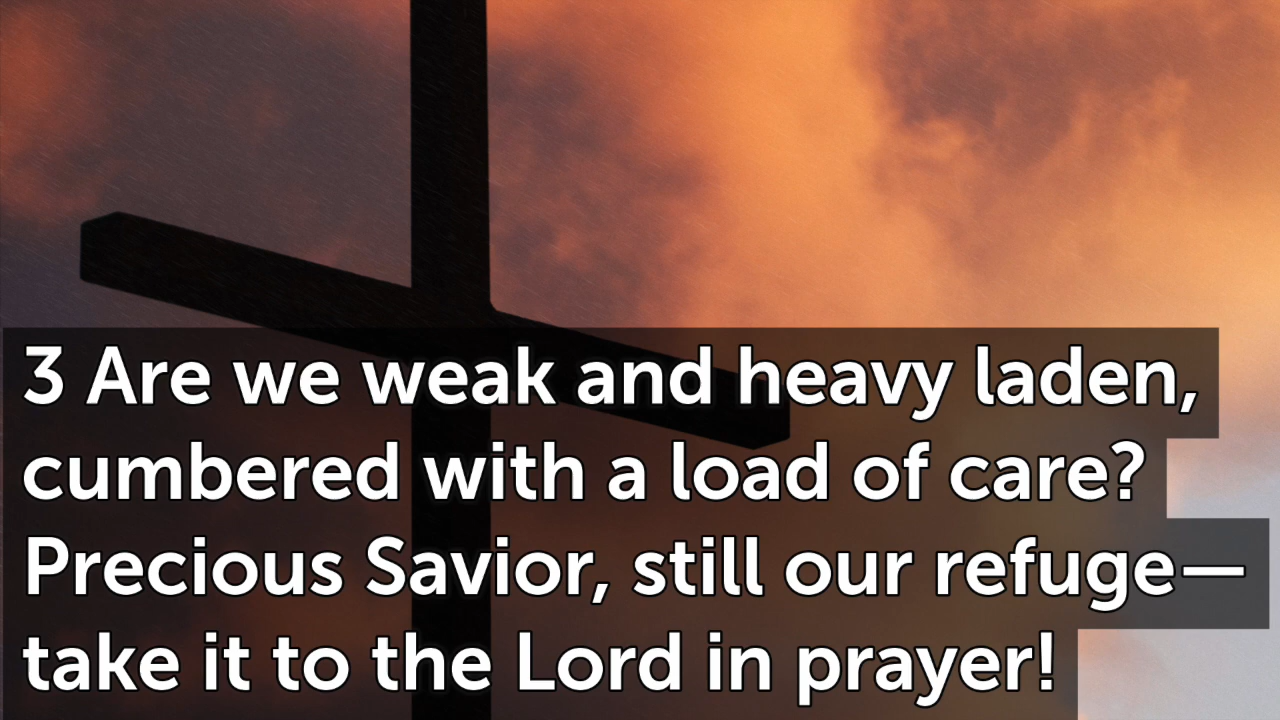 3 Are we weak and heavy laden,
cumbered with a load of care?
Precious Savior, still our refuge—
take it to the Lord in prayer!